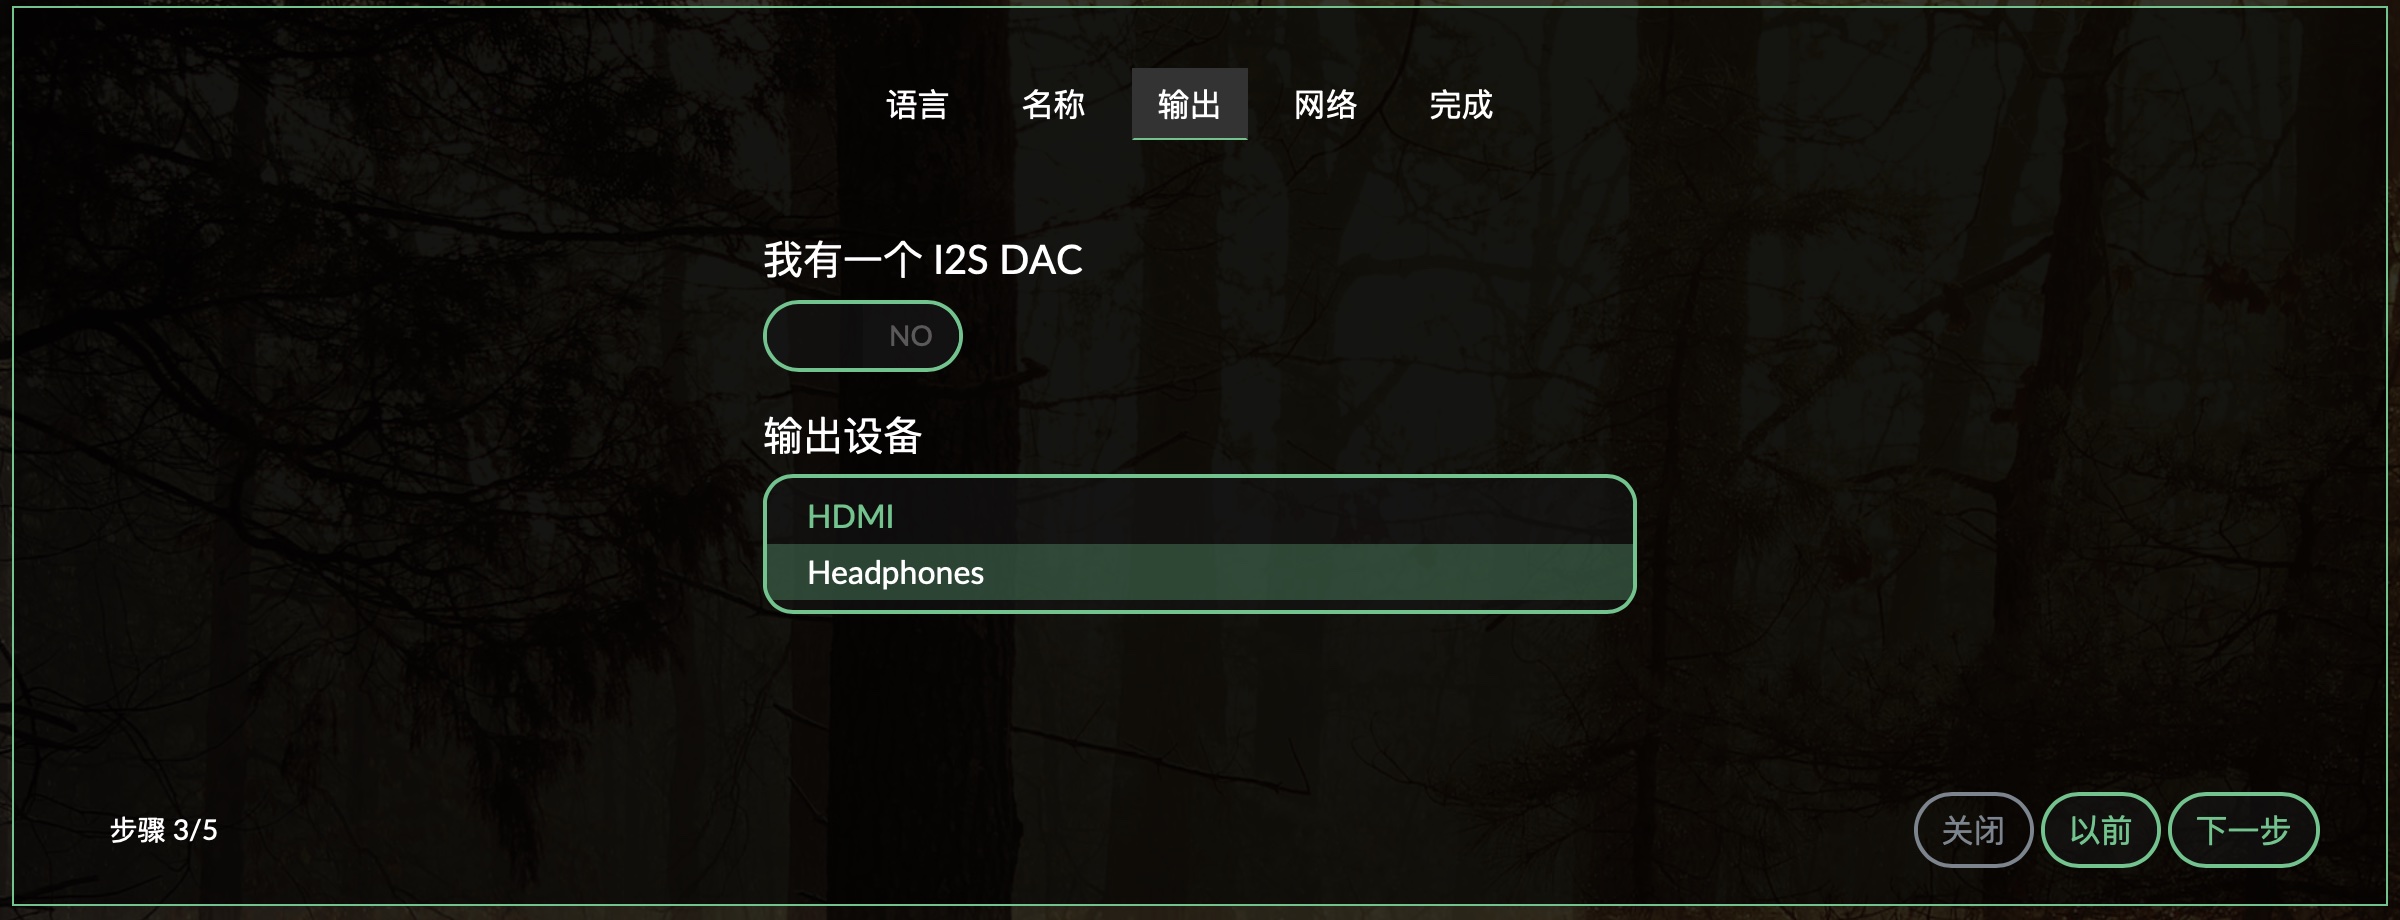 语言 名称 输出 网络 完成
我有一个 I2S DAC
NO
输出设备
HDMI
Headphones
步骤 3/5
关闭 以前 下一步